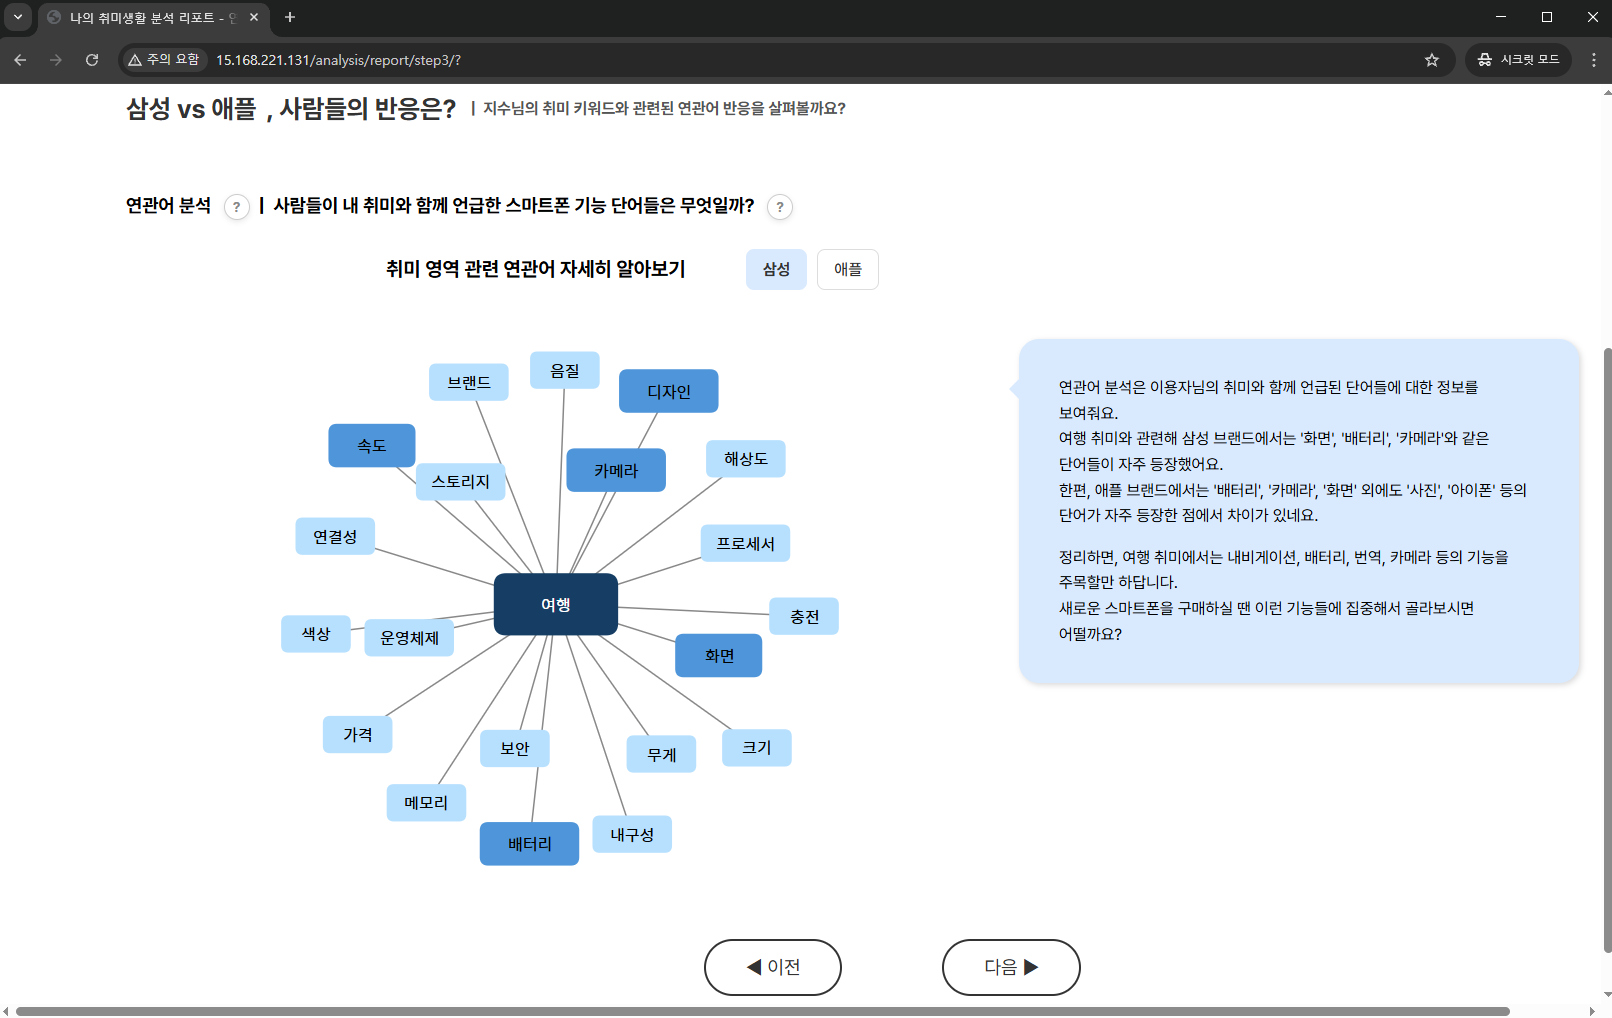 나의 취미생활 분석 리포트 -
주의 요함
15.168.221.131/analysis/report/step3/?
시크릿 모드
삼성 vs 애플 , 사람들의 반응은?
| 지수님의 취미 키워드와 관련된 연관어 반응을 살펴볼까요?
연관어 분석 ? | 사람들이 내 취미와 함께 언급한 스마트폰 기능 단어들은 무엇일까? ?
취미 영역 관련 연관어 자세히 알아보기
삼성
애플
음질
브랜드
디자인
속도
해상도
카메라
스토리지
연결성
프로세서
여행
충전
색상
운영체제
화면
가격
보안
무게
크기
메모리
내구성
배터리
연관어 분석은 이용자님의 취미와 함께 언급된 단어들에 대한 정보를
보여줘요.
여행 취미와 관련해 삼성 브랜드에서는 '화면', '배터리', '카메라'와 같은
단어들이 자주 등장했어요.
한편, 애플 브랜드에서는 '배터리', '카메라', '화면' 외에도 '사진', '아이폰' 등의
단어가 자주 등장한 점에서 차이가 있네요.
정리하면, 여행 취미에서는 내비게이션, 배터리, 번역, 카메라 등의 기능을
주목할만 하답니다.
새로운 스마트폰을 구매하실 땐 이런 기능들에 집중해서 골라보시면
어떨까요?
◀ 이전
다음 ▶